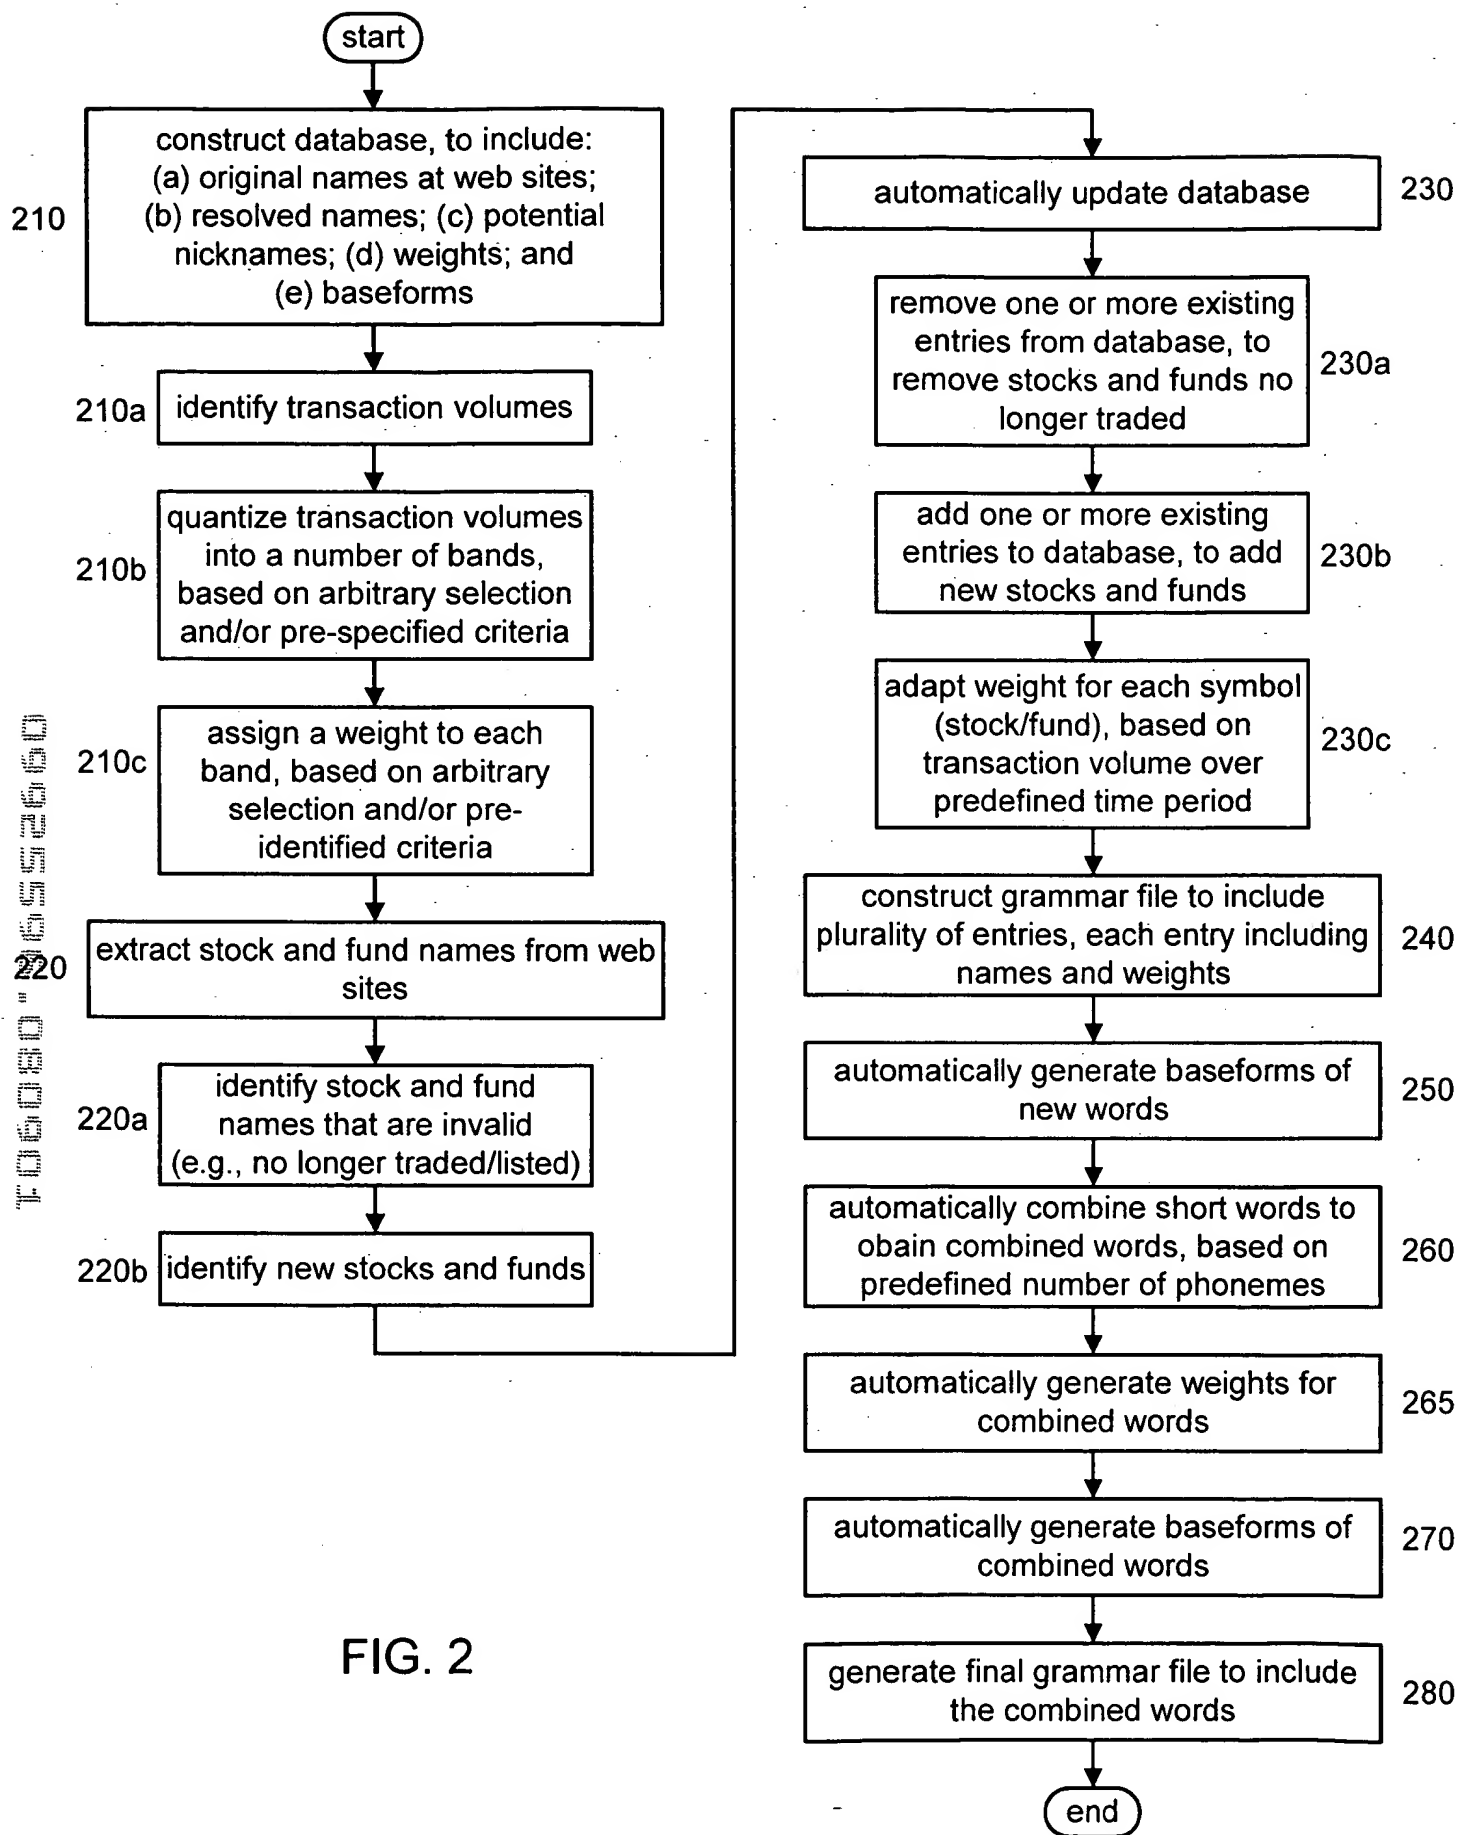 start
construct database, to include:
(a) original names at web sites;
(b) resolved names; (c) potential
nicknames; (d) weights; and
(e) baseforms
210
identify transaction volumes
210a
quantize transaction volumes
into a number of bands,
based on arbitrary selection
and/or pre-specified criteria
210b
assign a weight to each
band, based on arbitrary
selection and/or pre-
identified criteria
210c
extract stock and fund names from web
sites
220
identify stock and fund
names that are invalid
(e.g., no longer traded/listed)
220a
identify new stocks and funds
220b
automatically update database
230
remove one or more existing
entries from database, to
remove stocks and funds no
longer traded
230a
add one or more existing
entries to database, to add
new stocks and funds
230b
adapt weight for each symbol
(stock/fund), based on
transaction volume over
predefined time period
230c
construct grammar file to include
plurality of entries, each entry including
names and weights
240
automatically generate baseforms of
new words
250
automatically combine short words to
obain combined words, based on
predefined number of phonemes
260
automatically generate weights for
combined words
265
automatically generate baseforms of
combined words
270
generate final grammar file to include
the combined words
280
end
FIG. 2